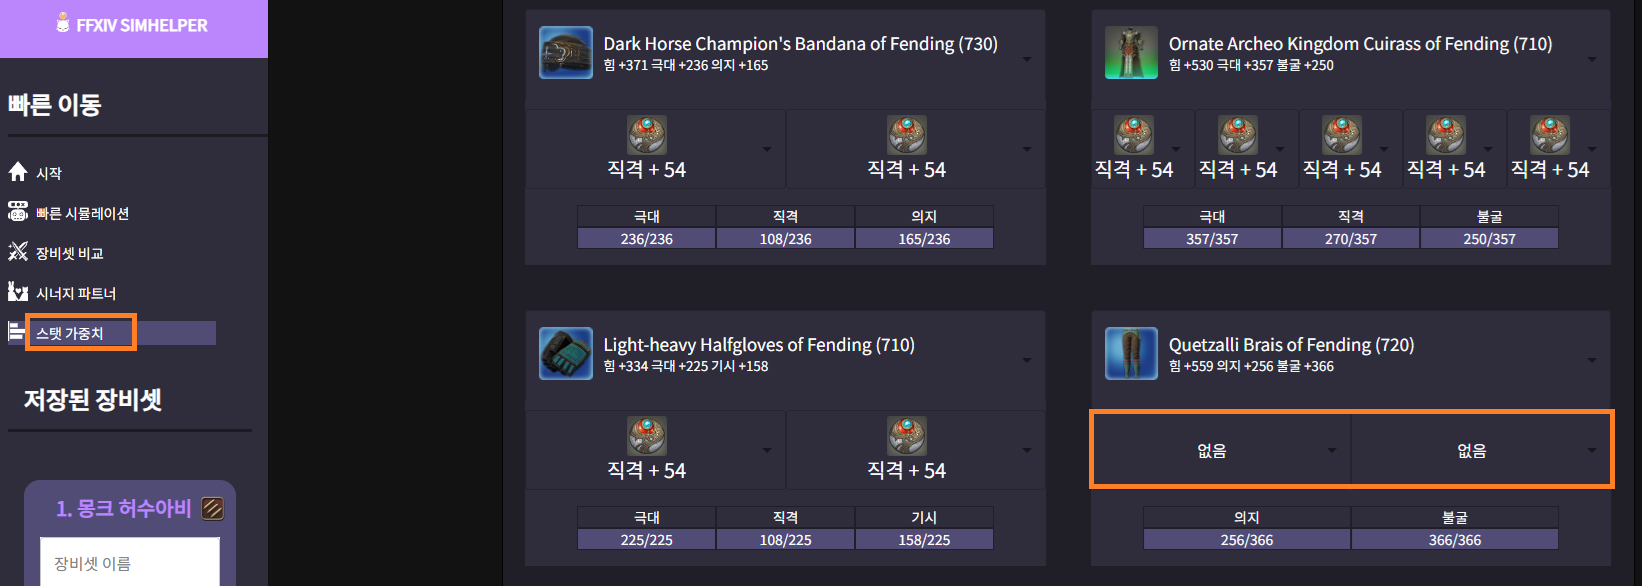 FFXIV SIMHELPER
빠른 이동
시작
빠른 시뮬레이션
장비셋 비교
시너지 파트너
스탯 가중치
저장된 장비셋
1. 몽크 허수아비
장비셋 이름
Dark Horse Champion's Bandana of Fending (730)
힘 +371 극대 +236 의지 +165
직격 + 54 직격 + 54
극대 직격 의지
236/236 108/236 165/236
Ornate Archeo Kingdom Cuirass of Fending (710)
힘 +530 극대 +357 불굴 +250
직격 + 54 직격 + 54 직격 + 54 직격 + 54 직격 + 54
극대 직격 불굴
357/357 270/357 250/357
Light-heavy Halfgloves of Fending (710)
힘 +334 극대 +225 기시 +158
직격 + 54 직격 + 54
극대 직격 기시
225/225 108/225 158/225
Quetzalli Brais of Fending (720)
힘 +559 의지 +256 불굴 +366
없음 없음
의지 불굴
256/366 366/366